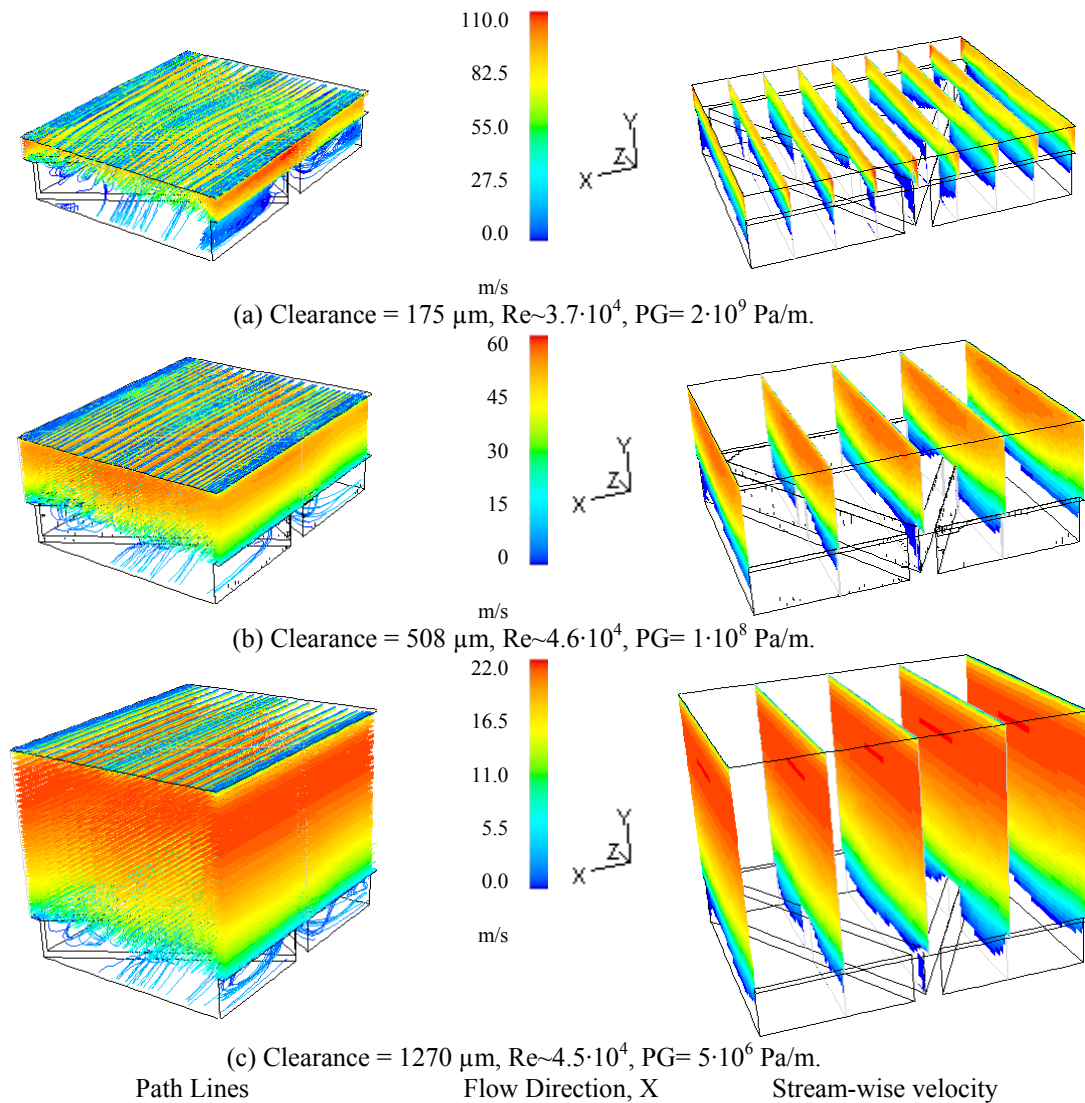 110.0
82.5
55.0
27.5
0.0
m/s
Y
Z
X
Y
Z
X
(a) Clearance = 175 µm, Re~3.7·10⁴, PG= 2·10⁹ Pa/m.
60
45
30
15
0
m/s
Y
Z
X
(b) Clearance = 508 µm, Re~4.6·10⁴, PG= 1·10⁸ Pa/m.
22.0
16.5
11.0
5.5
0.0
m/s
Y
Z
X
(c) Clearance = 1270 µm, Re~4.5·10⁴, PG= 5·10⁶ Pa/m.
Path Lines Flow Direction, X Stream-wise velocity